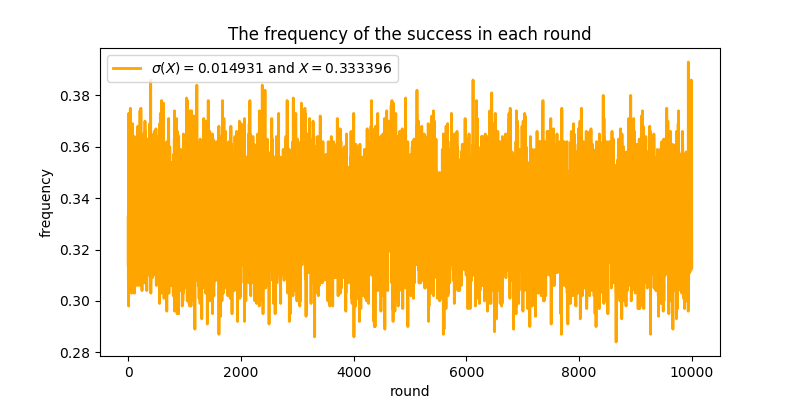 The frequency of the success in each round
σ(X) = 0.014931 and X = 0.333396
frequency
0.38
0.36
0.34
0.32
0.30
0.28
0 2000 4000 6000 8000 10000
round